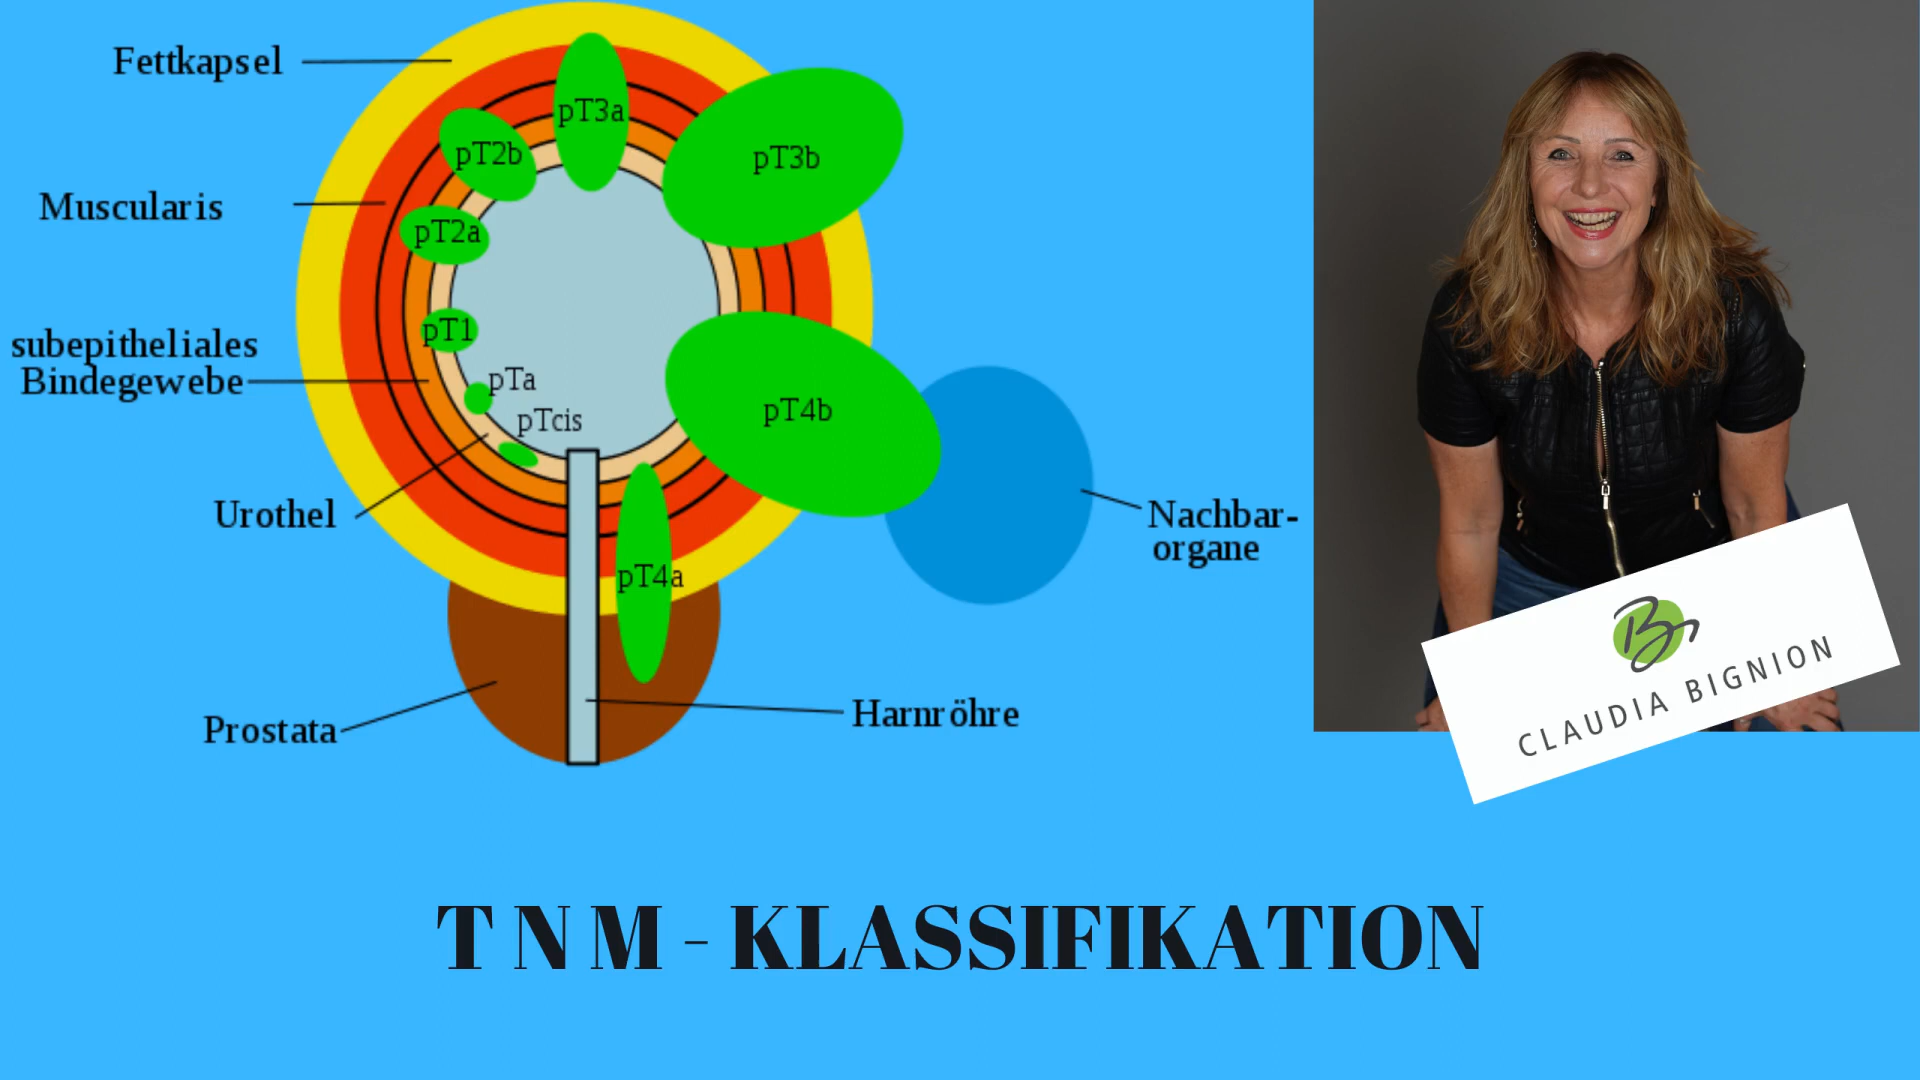 Fettkapsel
pT3a
pT2b
pT3b
Muscularis
pT2a
pT1
subepitheliales
Bindegewebe
pTa
pTcis
pT4b
Urothel
Nachbar-
organe
pT4a
Prostata
Harnröhre
B
CLAUDIA BIGNION
T N M - KLASSIFIKATION